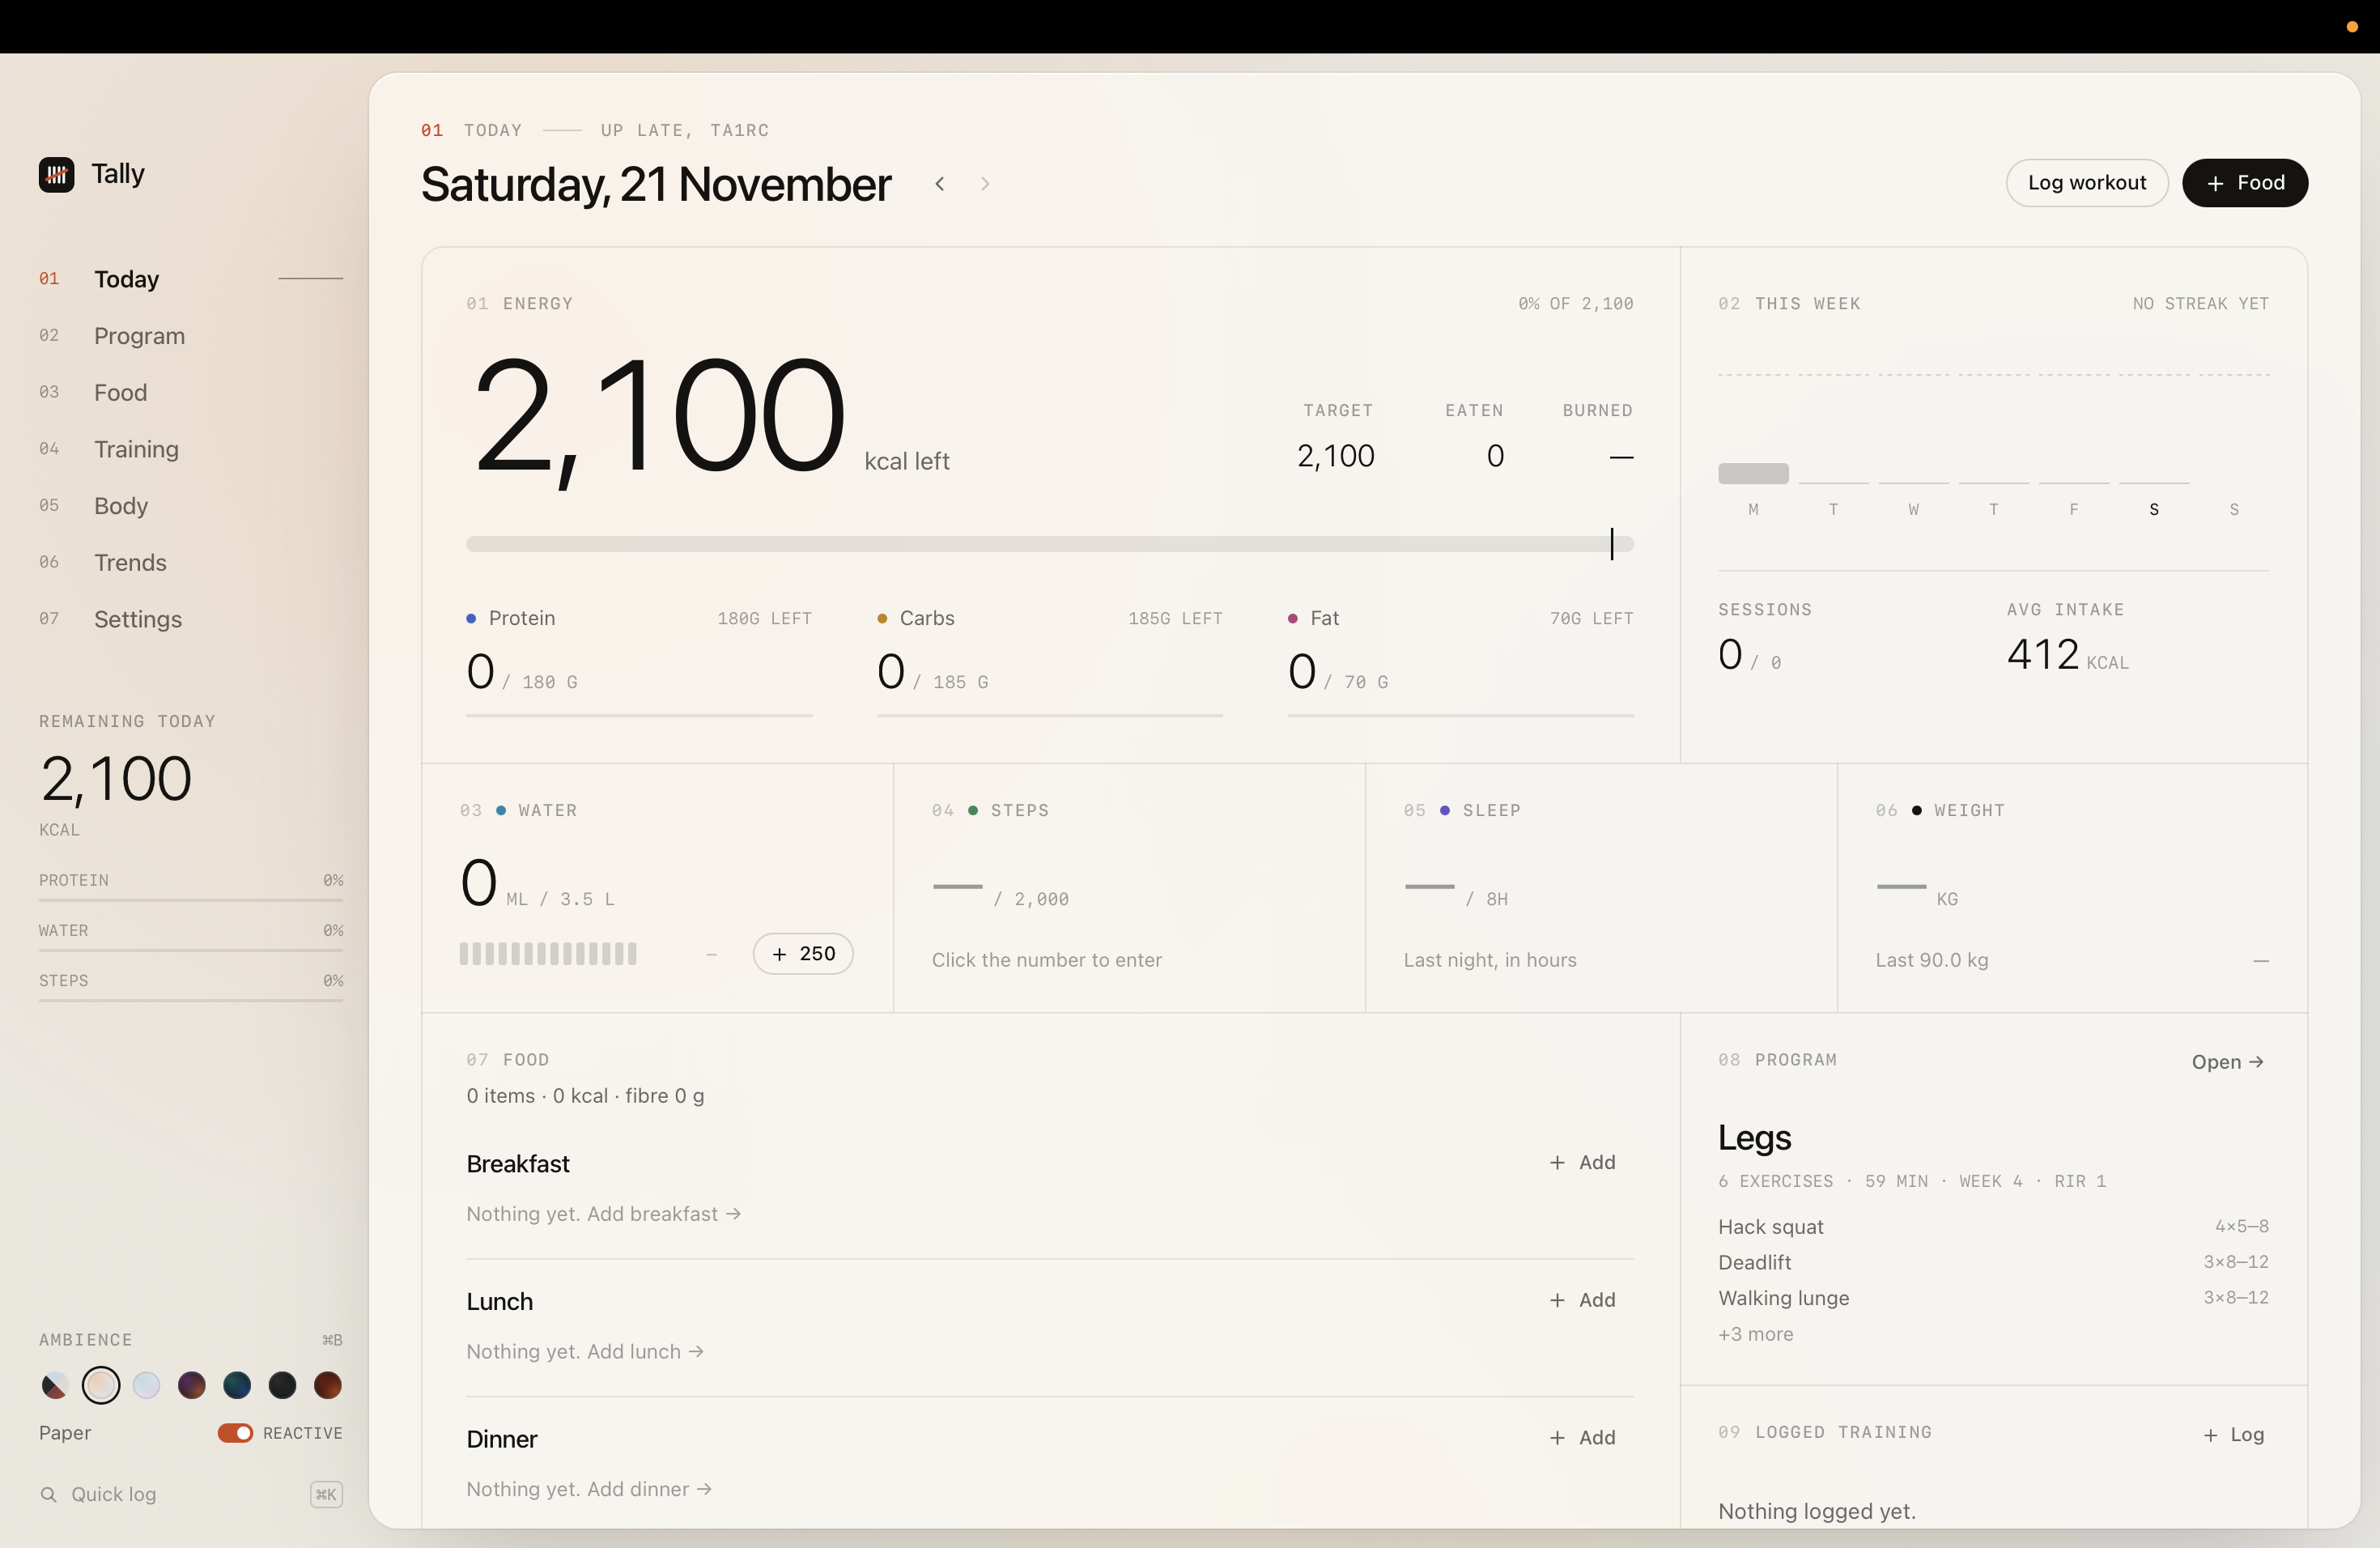 Tally
01 Today
02 Program
03 Food
04 Training
05 Body
06 Trends
07 Settings
REMAINING TODAY
2,100
KCAL
PROTEIN 0%
WATER 0%
STEPS 0%
AMBIENCE ⌘B
Paper REACTIVE
Quick log ⌘K
01 TODAY UP LATE, TA1RC
Saturday, 21 November
Log workout
+ Food
01 ENERGY 0% OF 2,100
2,100 kcal left
TARGET EATEN BURNED
2,100 0 —
Protein 180G LEFT
0 / 180 G
Carbs 185G LEFT
0 / 185 G
Fat 70G LEFT
0 / 70 G
02 THIS WEEK NO STREAK YET
M T W T F S S
SESSIONS AVG INTAKE
0 / 0 412 KCAL
03 WATER
0 ML / 3.5 L
– + 250
04 STEPS
— / 2,000
Click the number to enter
05 SLEEP
— / 8H
Last night, in hours
06 WEIGHT
— KG
Last 90.0 kg —
07 FOOD
0 items · 0 kcal · fibre 0 g
Breakfast + Add
Nothing yet. Add breakfast →
Lunch + Add
Nothing yet. Add lunch →
Dinner + Add
Nothing yet. Add dinner →
08 PROGRAM Open →
Legs
6 EXERCISES · 59 MIN · WEEK 4 · RIR 1
Hack squat 4×5–8
Deadlift 3×8–12
Walking lunge 3×8–12
+3 more
09 LOGGED TRAINING + Log
Nothing logged yet.